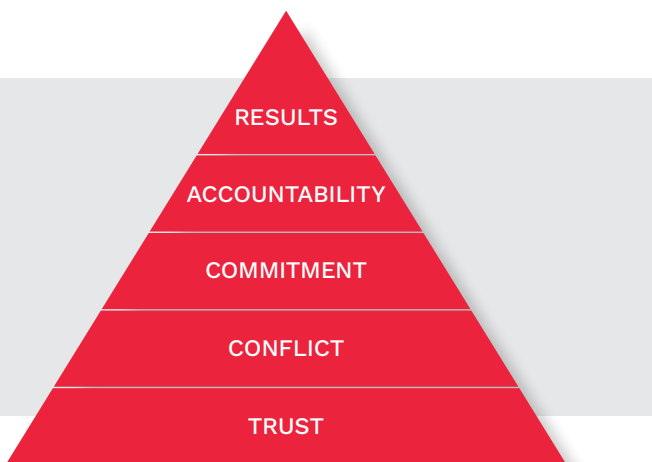 RESULTS
ACCOUNTABILITY
COMMITMENT
CONFLICT
TRUST